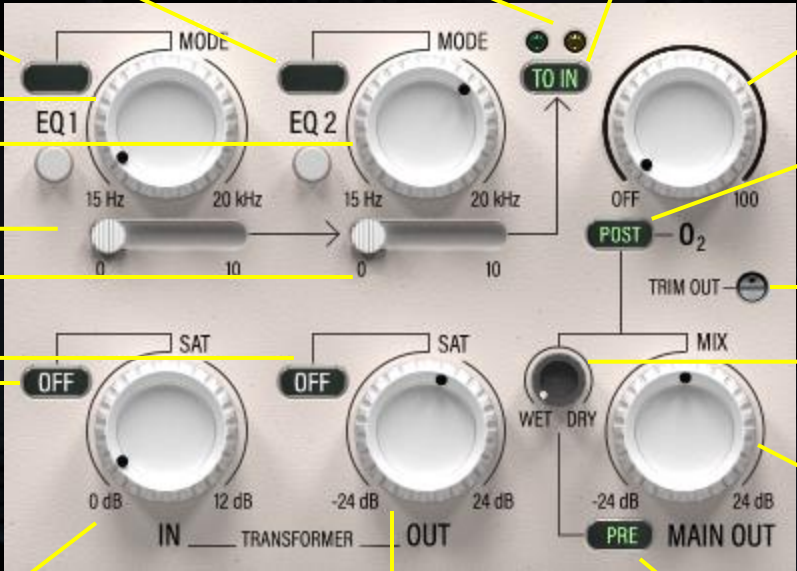 MODE
MODE
TO IN
EQ 1
EQ 2
15 Hz
20 kHz
15 Hz
20 kHz
OFF
100
POST
O2
0
10
0
10
TRIM OUT
SAT
SAT
MIX
OFF
OFF
WET
DRY
0 dB
12 dB
-24 dB
24 dB
-24 dB
24 dB
IN
TRANSFORMER
OUT
PRE
MAIN OUT